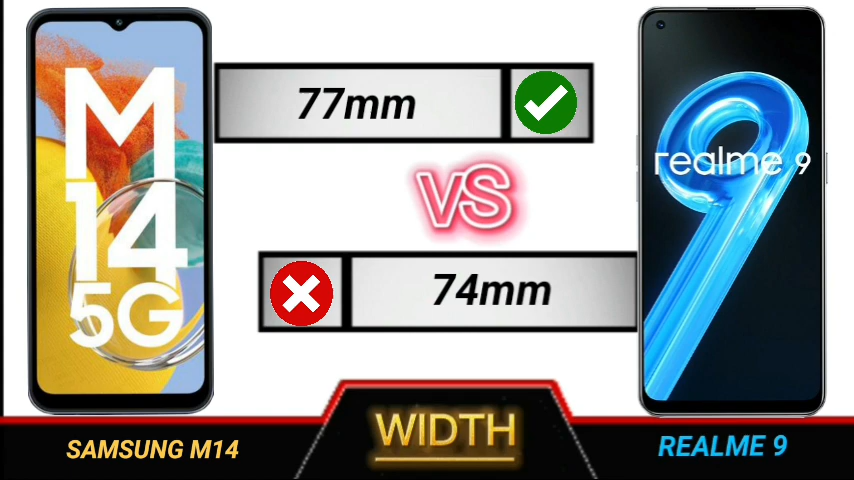 M
14
5G
77mm
VS
74mm
realme 9
SAMSUNG M14
WIDTH
REALME 9